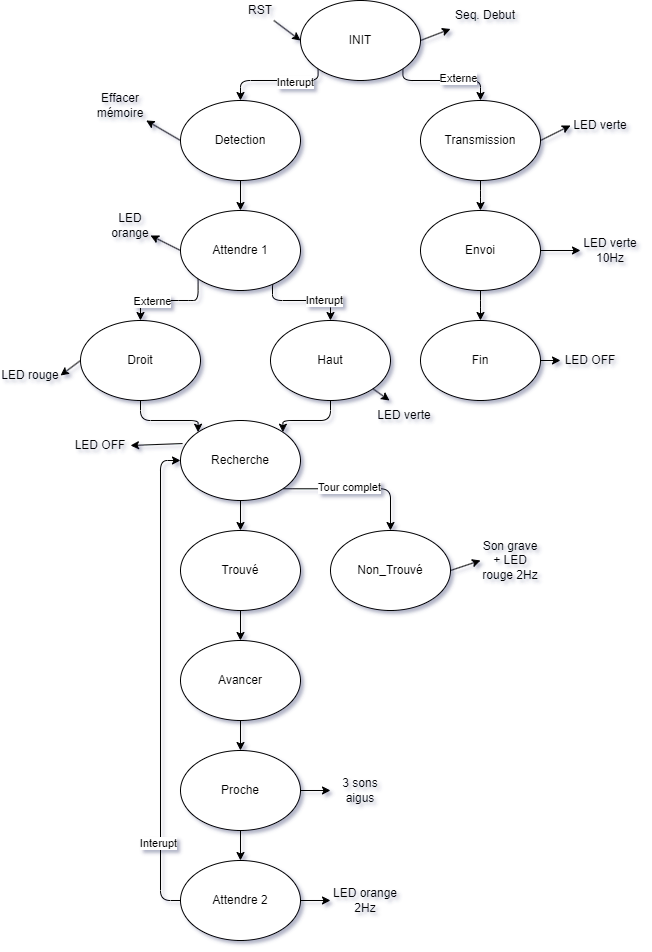 RST
Seq. Debut
INIT
Interupt
Externe
Effacer
mémoire
Detection
Transmission
LED verte
LED
orange
Attendre 1
Envoi
LED verte
10Hz
Externe
Interupt
Droit
Haut
Fin
LED OFF
LED rouge
LED verte
LED OFF
Recherche
Tour complet
Trouvé
Non_Trouvé
Son grave
+ LED
rouge 2Hz
Avancer
Proche
3 sons
aigus
Interupt
Attendre 2
LED orange
2Hz